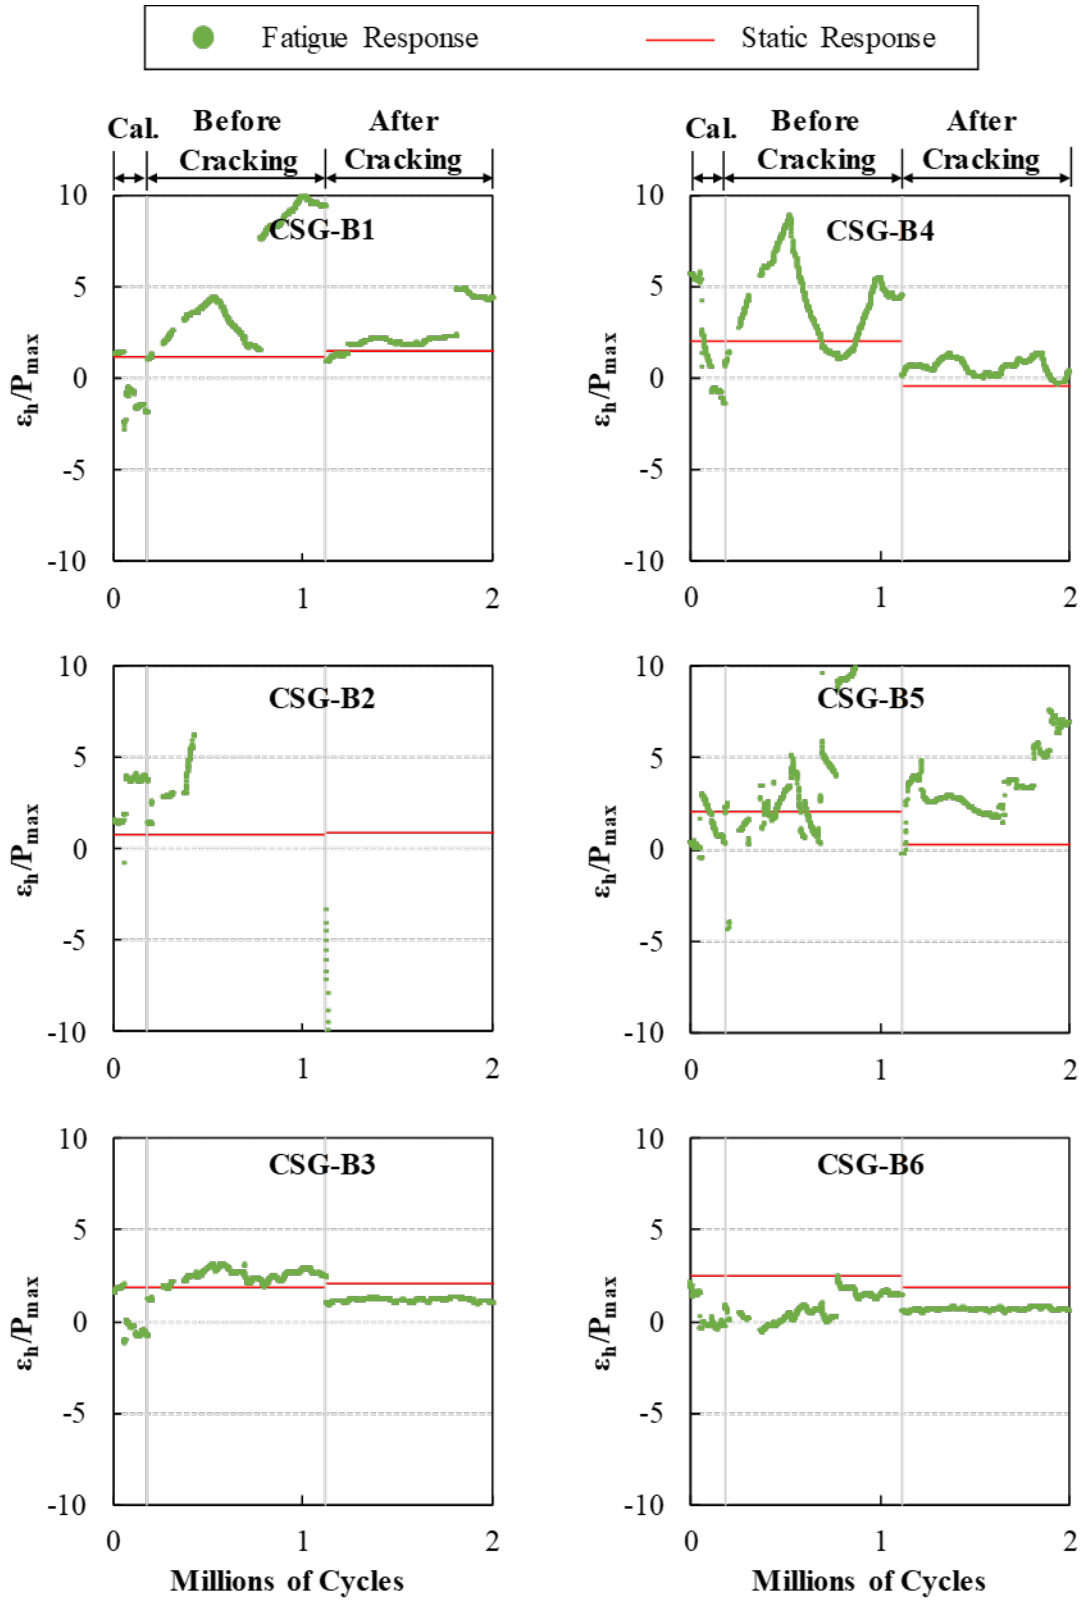 Fatigue Response
Static Response
Cal.
Before
Cracking
After
Cracking
Cal.
Before
Cracking
After
Cracking
CSG-B1
10
5
0
-5
-10
εh/Pmax
0
1
2
CSG-B4
10
5
0
-5
-10
εh/Pmax
0
1
2
CSG-B2
10
5
0
-5
-10
εh/Pmax
0
1
2
CSG-B5
10
5
0
-5
-10
εh/Pmax
0
1
2
CSG-B3
10
5
0
-5
-10
εh/Pmax
0
1
2
Millions of Cycles
CSG-B6
10
5
0
-5
-10
εh/Pmax
0
1
2
Millions of Cycles